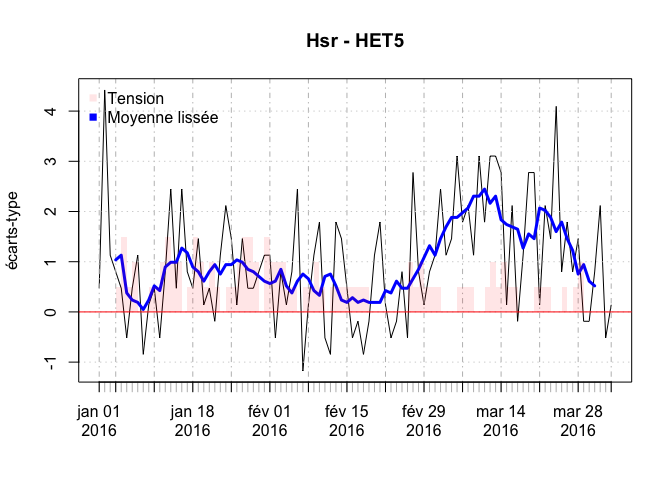 Hsr - HET5
Tension
Moyenne lissée
écarts-type
4
3
2
1
0
-1
jan 01 2016
jan 18 2016
fév 01 2016
fév 15 2016
fév 29 2016
mar 14 2016
mar 28 2016